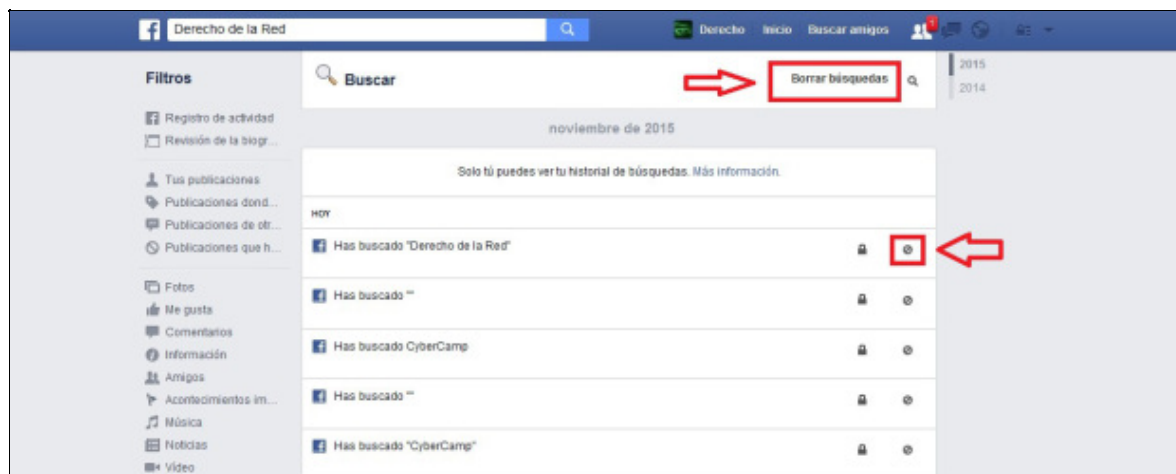 Derecho de la Red
Derecho Inicio Buscar amigos
1
Filtros
Registro de actividad
Revisión de la biogr...
Tus publicaciones
Publicaciones dond...
Publicaciones de otr...
Publicaciones que h...
Fotos
Me gusta
Comentarios
Información
Amigos
Acontecimientos im...
Música
Noticias
Vídeo
Buscar
Borrar búsquedas
noviembre de 2015
Solo tú puedes ver tu historial de búsquedas. Más información.
HOY
Has buscado "Derecho de la Red"
Has buscado ""
Has buscado CyberCamp
Has buscado ""
Has buscado "CyberCamp"
2015
2014